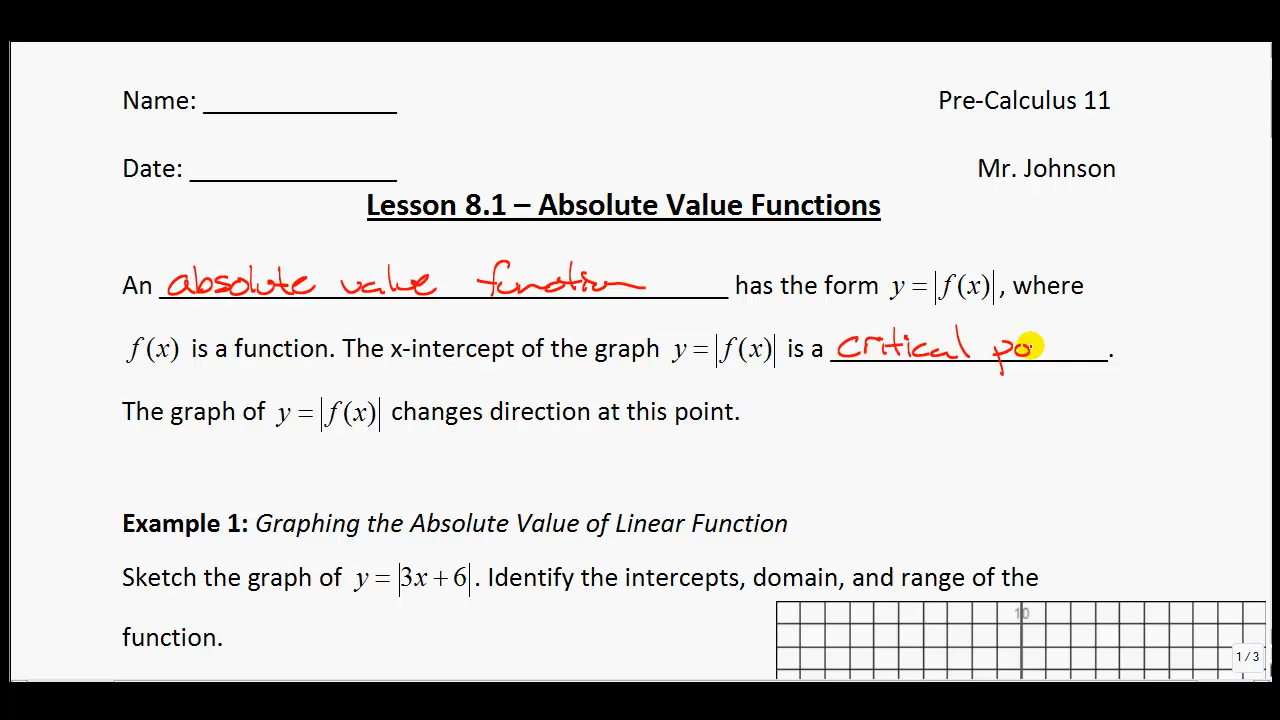 Name: ______________ Pre-Calculus 11
Date: _______________ Mr. Johnson
Lesson 8.1 – Absolute Value Functions
An absolute value function has the form y = |f(x)|, where
f(x) is a function. The x-intercept of the graph y = |f(x)| is a critical po.
The graph of y = |f(x)| changes direction at this point.
Example 1: Graphing the Absolute Value of Linear Function
Sketch the graph of y = |3x + 6|. Identify the intercepts, domain, and range of the
function.
10
1/3